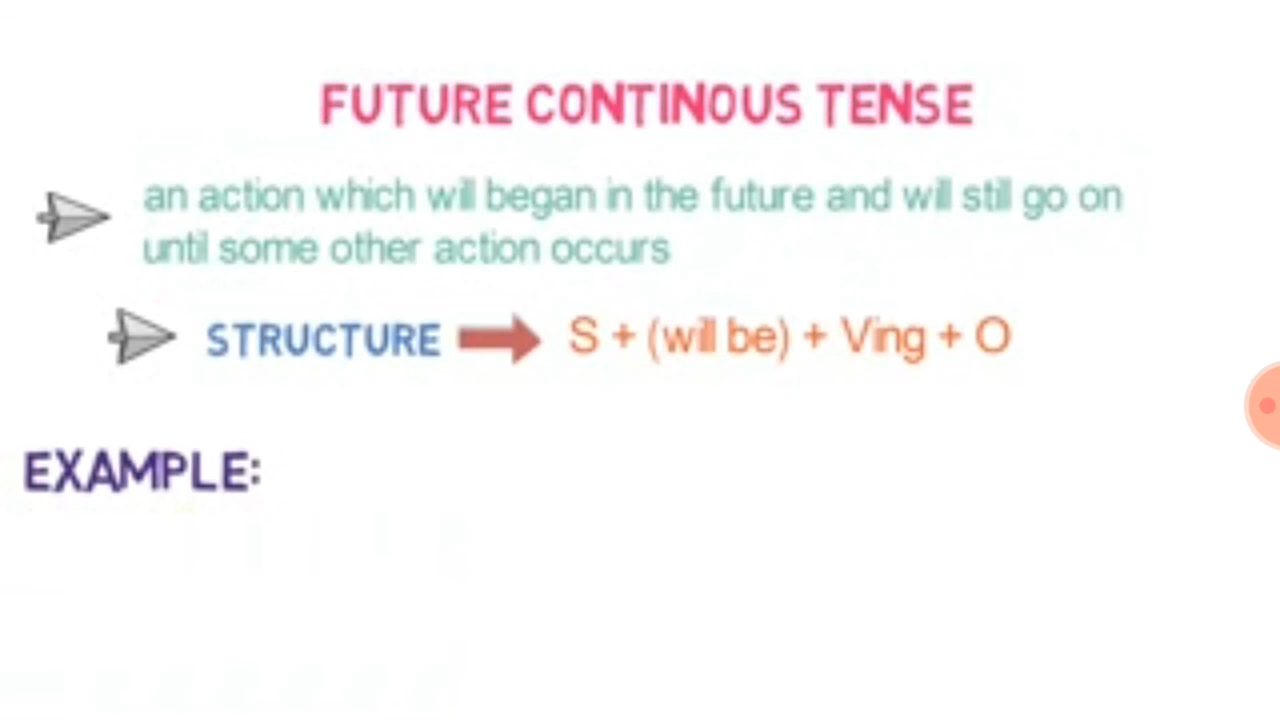 FUTURE CONTINOUS TENSE
an action which will began in the future and will still go on
until some other action occurs
STRUCTURE S + (will be) + Ving + O
EXAMPLE: